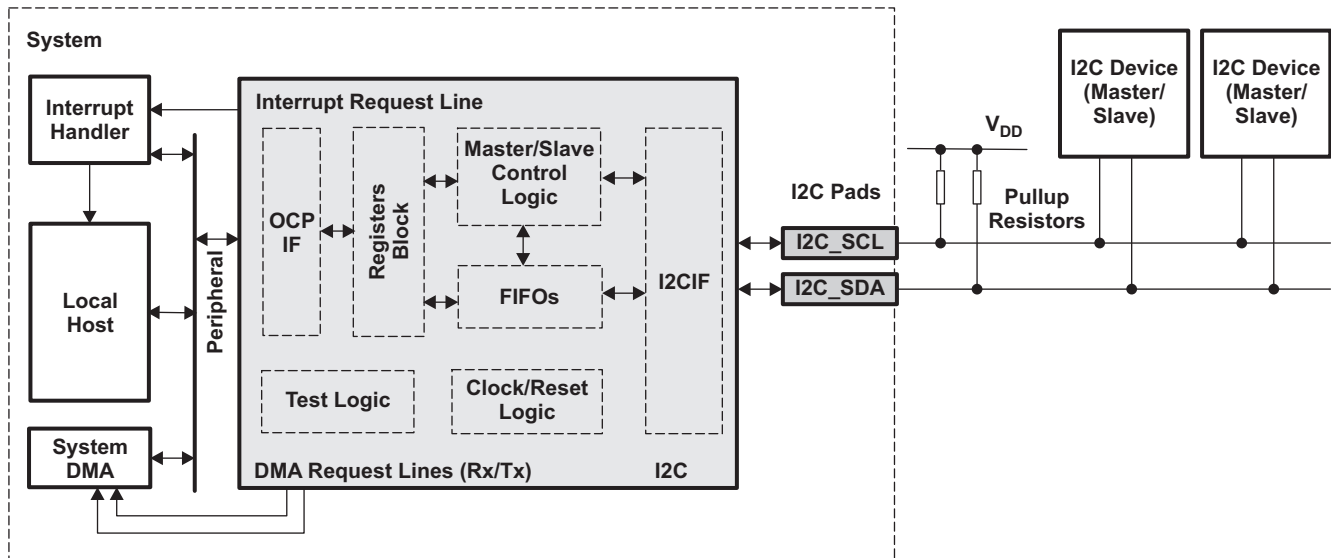 System
Interrupt
Handler
Local
Host
System
DMA
Peripheral
Interrupt Request Line
OCP
IF
Registers
Block
Master/Slave
Control
Logic
FIFOs
I2CIF
Test Logic
Clock/Reset
Logic
DMA Request Lines (Rx/Tx)
I2C
I2C Pads
I2C_SCL
I2C_SDA
VDD
Pullup
Resistors
I2C Device
(Master/
Slave)
I2C Device
(Master/
Slave)